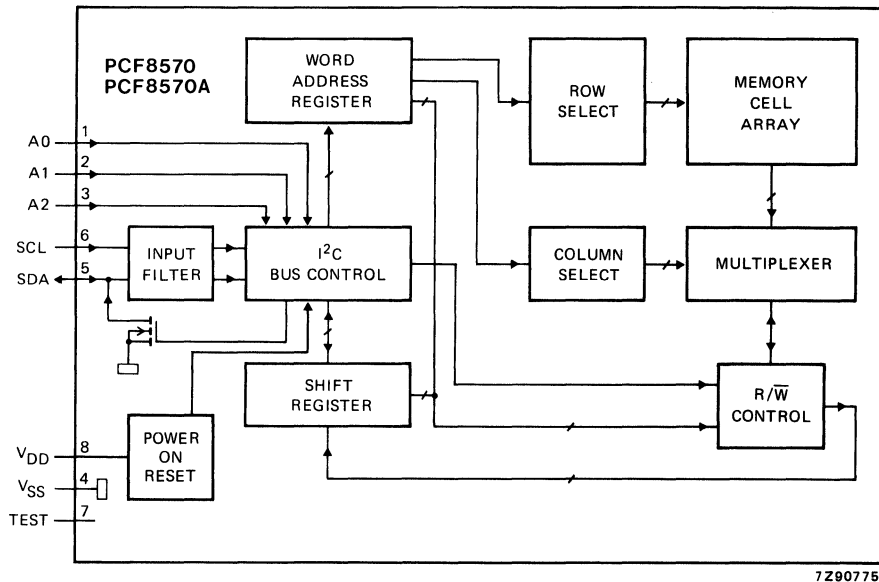 PCF8570
PCF8570A
WORD
ADDRESS
REGISTER
ROW
SELECT
MEMORY
CELL
ARRAY
A0
1
A1
2
A2
3
SCL
6
SDA
5
INPUT
FILTER
I²C
BUS CONTROL
COLUMN
SELECT
MULTIPLEXER
SHIFT
REGISTER
R/W̅
CONTROL
POWER
ON
RESET
VDD
8
VSS
4
TEST
7
7Z90775